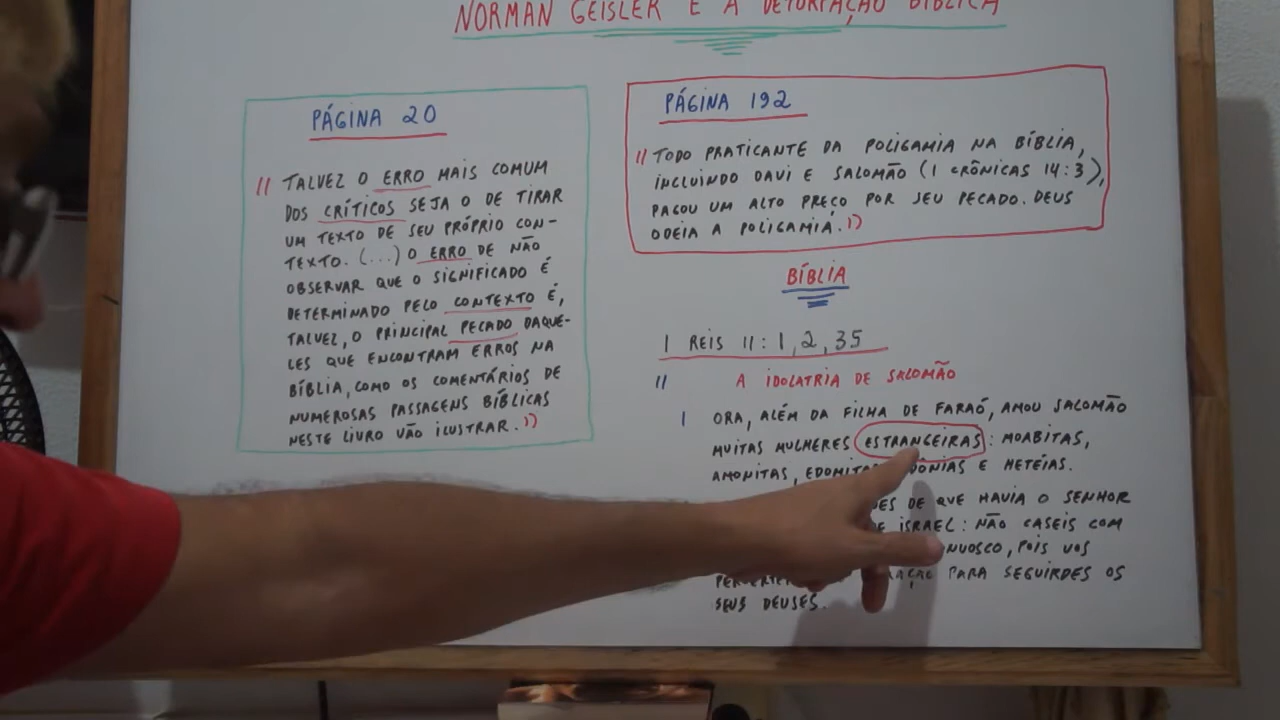 NORMAN GEISLER E A DETURPAÇÃO BÍBLICA
PÁGINA 20
" TALVEZ O ERRO MAIS COMUM
DOS CRÍTICOS SEJA O DE TIRAR
UM TEXTO DE SEU PRÓPRIO CON-
TEXTO. (...) O ERRO DE NÃO
OBSERVAR QUE O SIGNIFICADO É
DETERMINADO PELO CONTEXTO É,
TALVEZ, O PRINCIPAL PECADO DAQUE-
LES QUE ENCONTRAM ERROS NA
BÍBLIA, COMO OS COMENTÁRIOS DE
NUMEROSAS PASSAGENS BÍBLICAS
NESTE LIVRO VÃO ILUSTRAR."
PÁGINA 192
" TODO PRATICANTE DA POLIGAMIA NA BÍBLIA,
INCLUINDO DAVI E SALOMÃO (1 CRÔNICAS 14:3),
PAGOU UM ALTO PREÇO POR SEU PECADO. DEUS
ODEIA A POLIGAMIA."
BÍBLIA
I REIS 11:1,2,35
" A IDOLATRIA DE SALOMÃO
1 ORA, ALÉM DA FILHA DE FARAÓ, AMOU SALOMÃO
MUITAS MULHERES ESTRANGEIRAS: MOABITAS,
AMONITAS, E HETÉIAS.
DE QUE HAVIA O SENHOR
ISRAEL: NÃO CASEIS COM
POIS VOS
PARA SEGUIRDES OS
SEUS DEUSES.